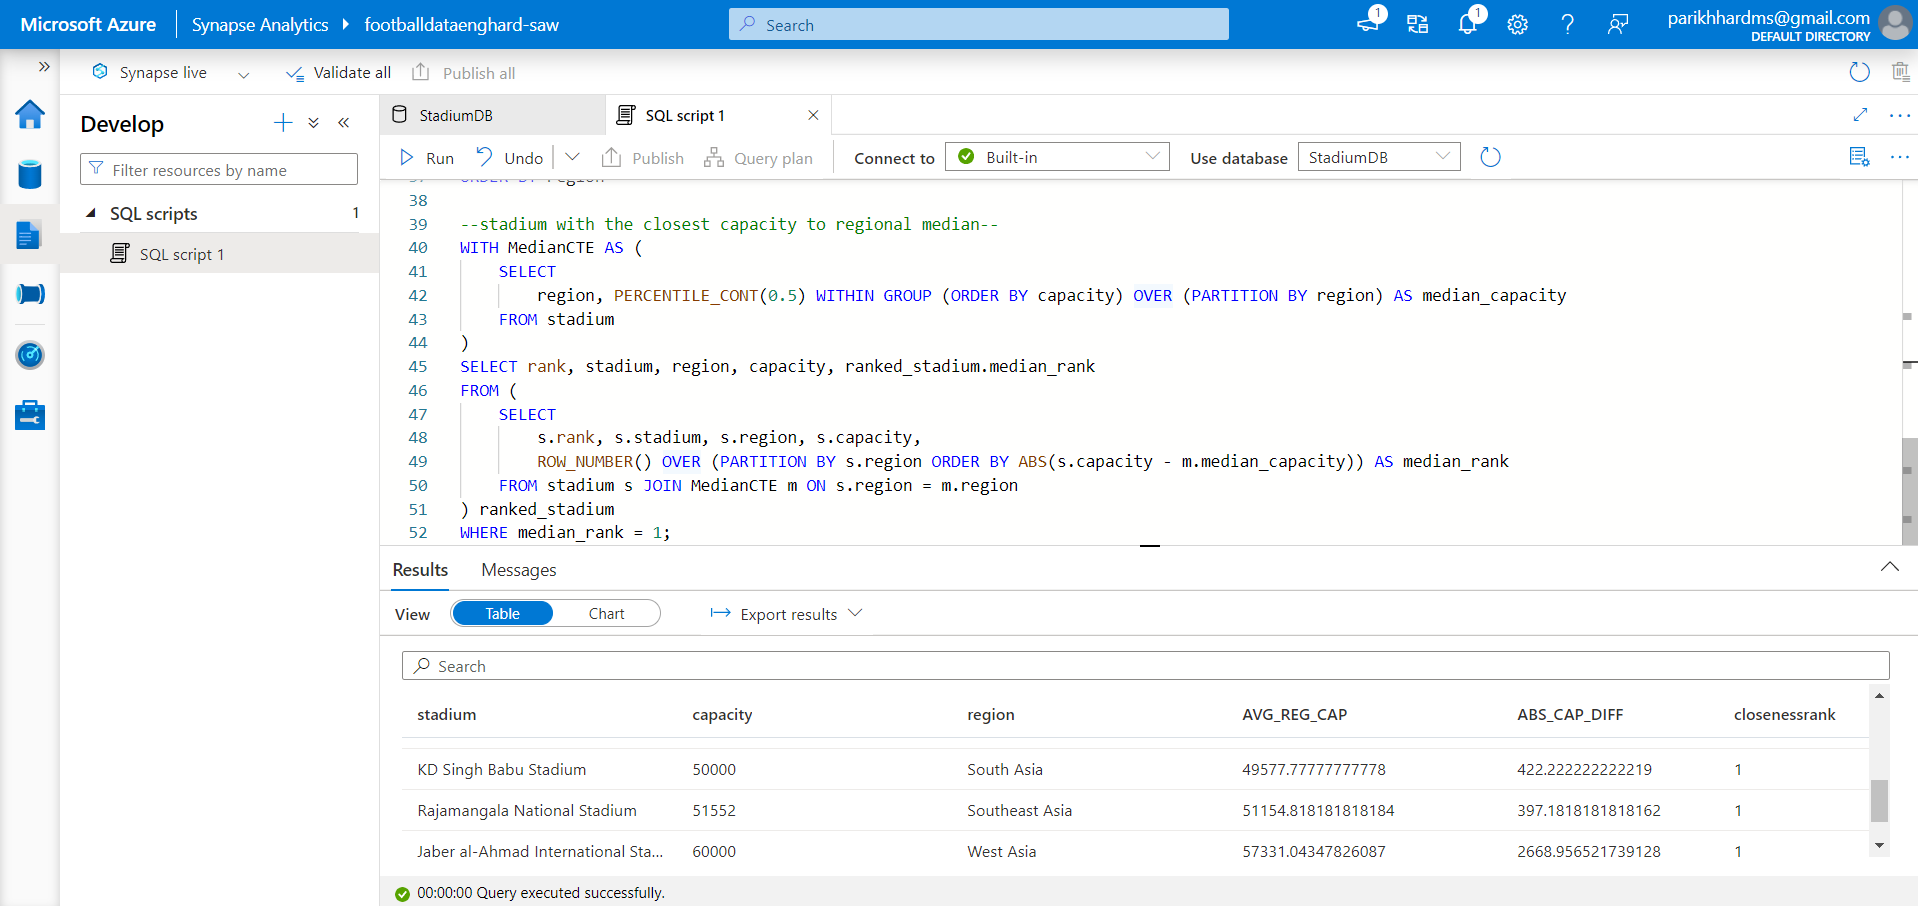 Microsoft Azure
Synapse Analytics
footballdataenghard-saw
Search
1
1
parikhhardms@gmail.com
DEFAULT DIRECTORY
Synapse live
Validate all
Publish all
Develop
Filter resources by name
SQL scripts
1
SQL script 1
StadiumDB
SQL script 1
Run
Undo
Publish
Query plan
Connect to
Built-in
Use database
StadiumDB
37 ORDER BY region
38
39 --stadium with the closest capacity to regional median--
40 WITH MedianCTE AS (
41 SELECT
42 region, PERCENTILE_CONT(0.5) WITHIN GROUP (ORDER BY capacity) OVER (PARTITION BY region) AS median_capacity
43 FROM stadium
44 )
45 SELECT rank, stadium, region, capacity, ranked_stadium.median_rank
46 FROM (
47 SELECT
48 s.rank, s.stadium, s.region, s.capacity,
49 ROW_NUMBER() OVER (PARTITION BY s.region ORDER BY ABS(s.capacity - m.median_capacity)) AS median_rank
50 FROM stadium s JOIN MedianCTE m ON s.region = m.region
51 ) ranked_stadium
52 WHERE median_rank = 1;
Results
Messages
View
Table
Chart
Export results
Search
stadium capacity region AVG_REG_CAP ABS_CAP_DIFF closenessrank
KD Singh Babu Stadium 50000 South Asia 49577.77777777778 422.222222222219 1
Rajamangala National Stadium 51552 Southeast Asia 51154.818181818184 397.1818181818162 1
Jaber al-Ahmad International Sta... 60000 West Asia 57331.04347826087 2668.956521739128 1
00:00:00 Query executed successfully.